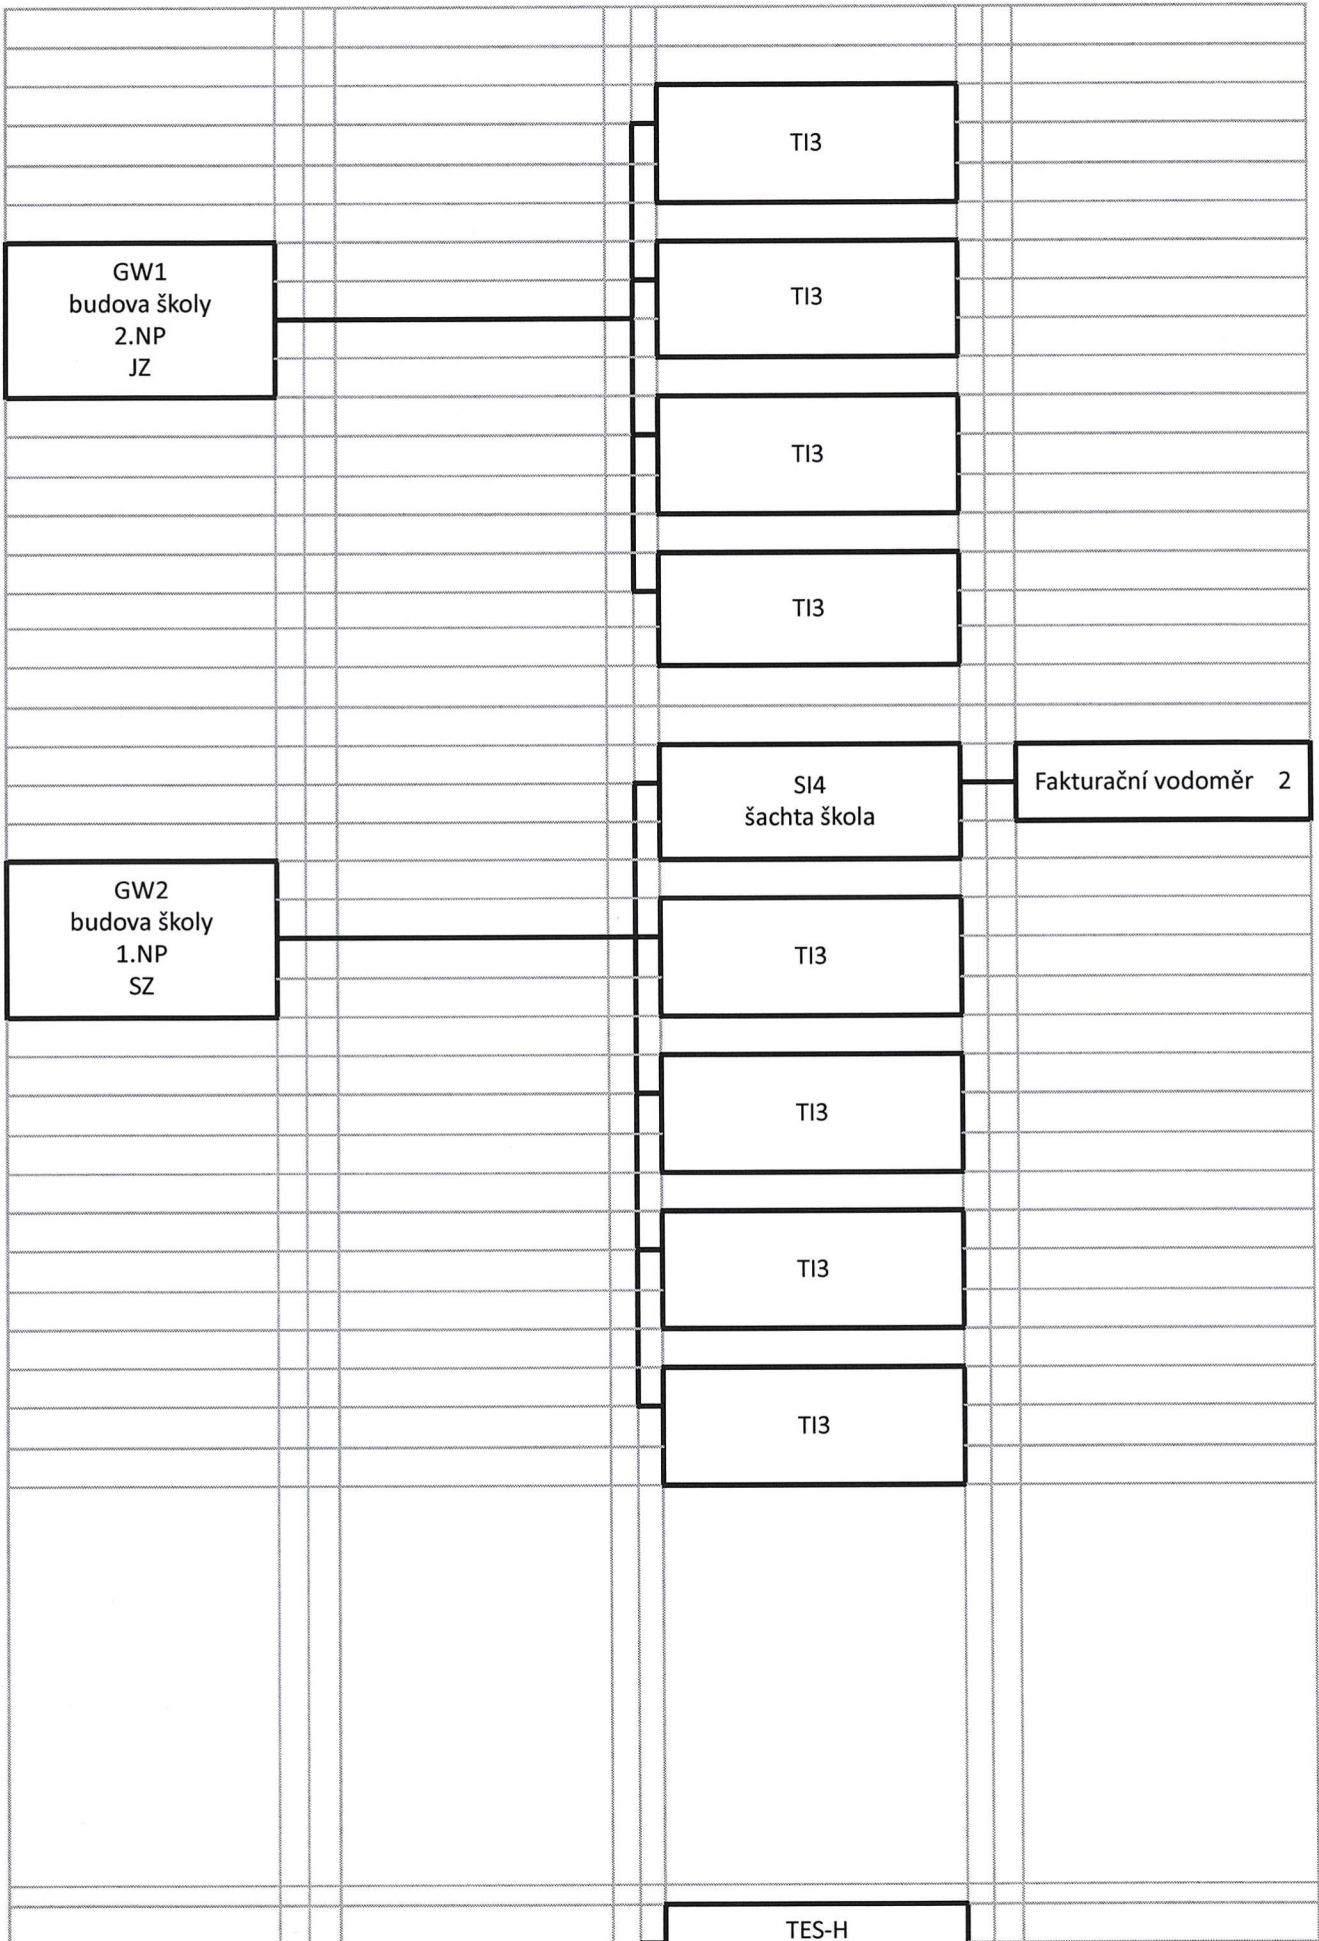 TI3
GW1
budova školy
2.NP
JZ
TI3
TI3
TI3
SI4
šachta škola
Fakturační vodoměr 2
GW2
budova školy
1.NP
SZ
TI3
TI3
TI3
TI3
TES-H